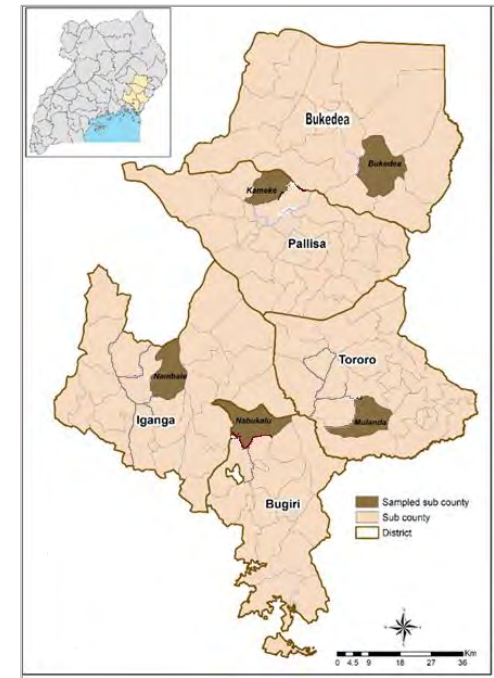 Bukedea
Bukedea
Kameke
Pallisa
Tororo
Nambale
Iganga
Nabukalu
Mulanda
Bugiri
Sampled sub county
Sub county
District
Km
0 4.5 9 18 27 36